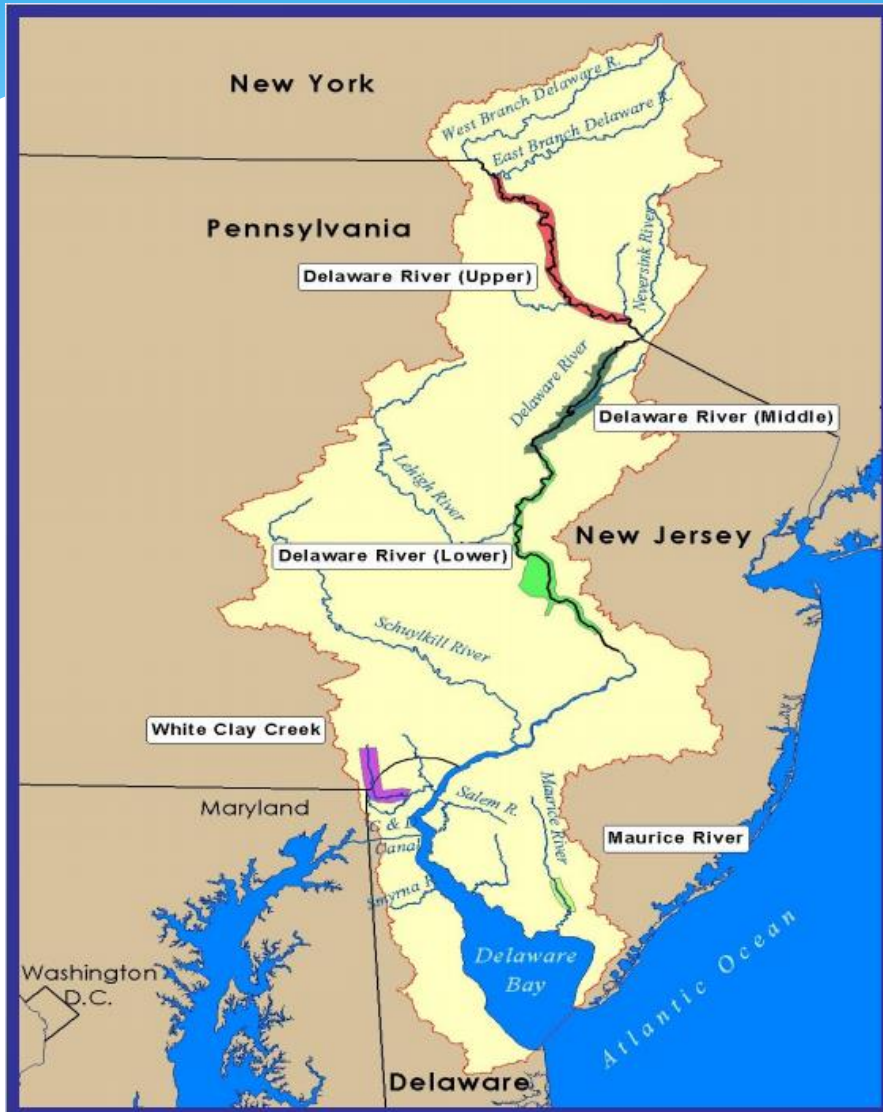 New York
West Branch Delaware R.
East Branch Delaware R.
Pennsylvania
Neversink River
Delaware River (Upper)
Delaware River
Delaware River (Middle)
Lehigh River
New Jersey
Delaware River (Lower)
Schuylkill River
White Clay Creek
Maryland
Salem R.
Maurice River
C & D
Canal
Maurice River
Smyrna R.
Delaware
Bay
Washington
D.C.
Atlantic Ocean
Delaware